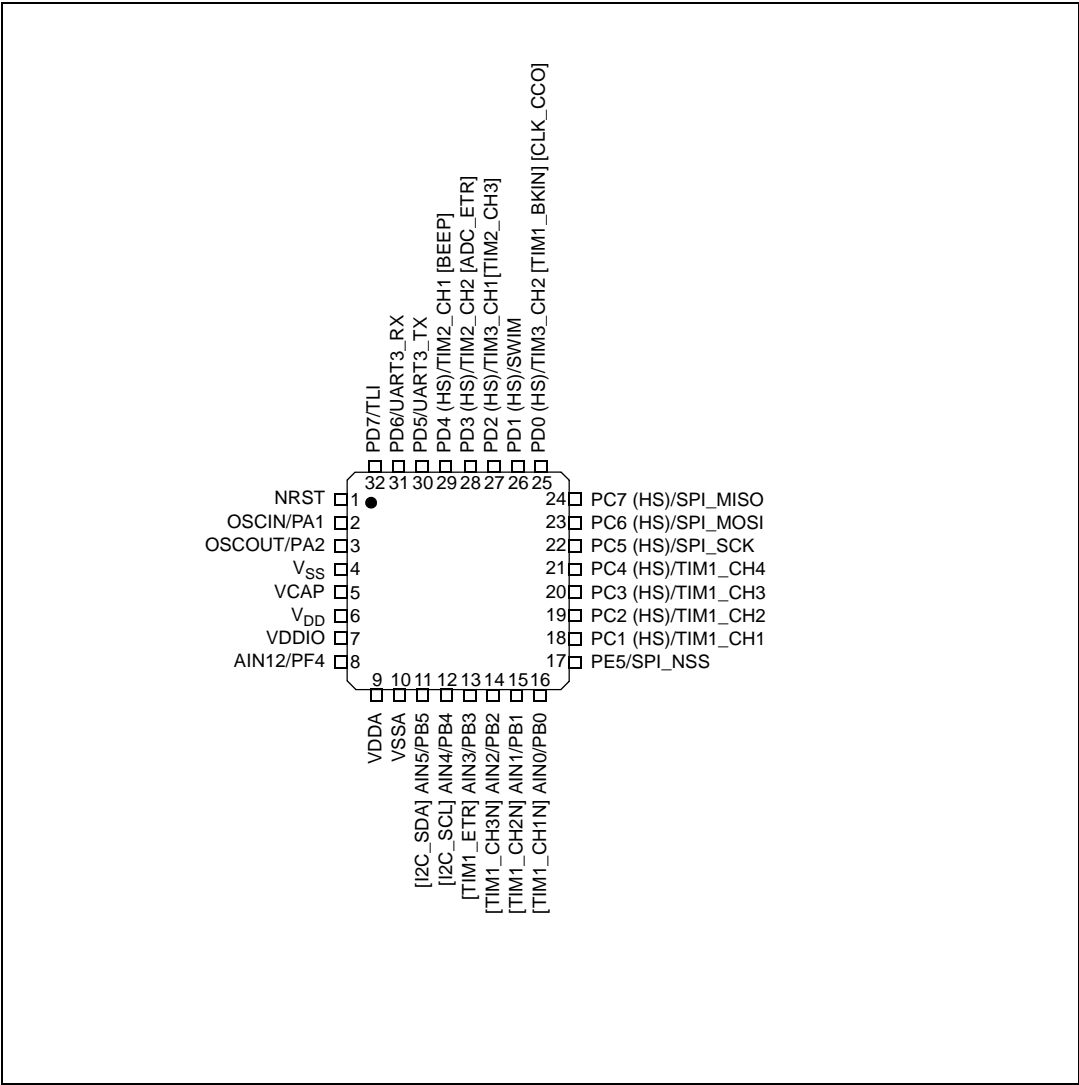 PD7/TLI
PD6/UART3_RX
PD5/UART3_TX
PD4 (HS)/TIM2_CH1 [BEEP]
PD3 (HS)/TIM2_CH2 [ADC_ETR]
PD2 (HS)/TIM3_CH1[TIM2_CH3]
PD1 (HS)/SWIM
PD0 (HS)/TIM3_CH2 [TIM1_BKIN] [CLK_CCO]
32 31 30 29 28 27 26 25
NRST 1
OSCIN/PA1 2
OSCOUT/PA2 3
VSS 4
VCAP 5
VDD 6
VDDIO 7
AIN12/PF4 8
24 PC7 (HS)/SPI_MISO
23 PC6 (HS)/SPI_MOSI
22 PC5 (HS)/SPI_SCK
21 PC4 (HS)/TIM1_CH4
20 PC3 (HS)/TIM1_CH3
19 PC2 (HS)/TIM1_CH2
18 PC1 (HS)/TIM1_CH1
17 PE5/SPI_NSS
9 10 11 12 13 14 15 16
VDDA
VSSA
[I2C_SDA] AIN5/PB5
[I2C_SCL] AIN4/PB4
[TIM1_ETR] AIN3/PB3
[TIM1_CH3N] AIN2/PB2
[TIM1_CH2N] AIN1/PB1
[TIM1_CH1N] AIN0/PB0